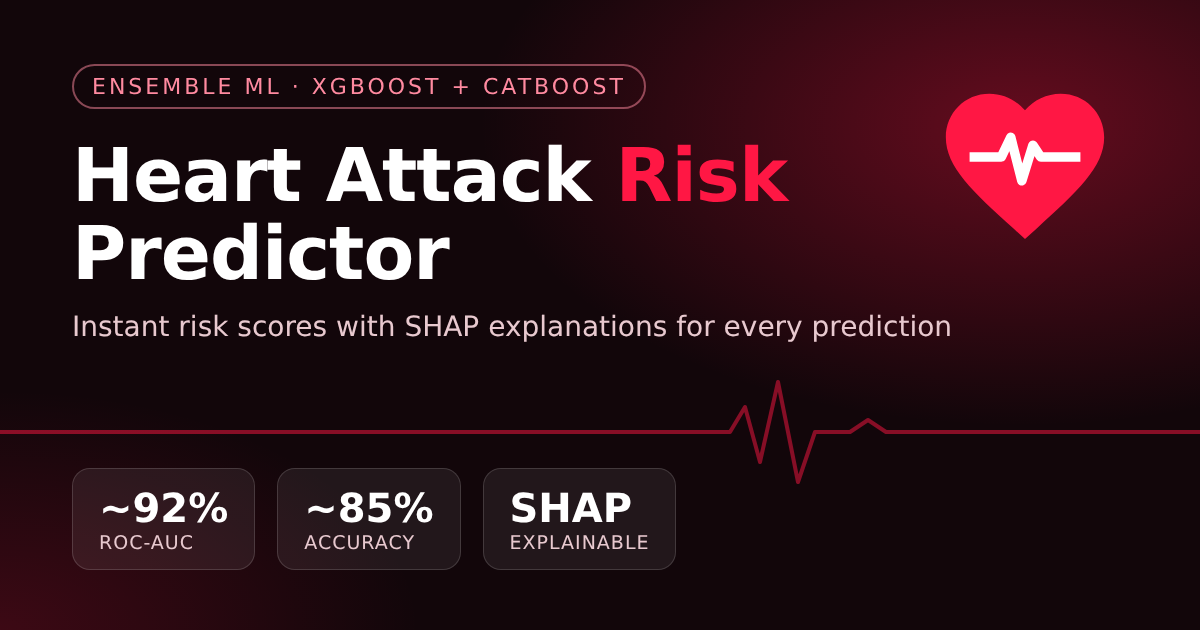 ENSEMBLE ML · XGBOOST + CATBOOST
Heart Attack Risk
Predictor
Instant risk scores with SHAP explanations for every prediction
~92%
ROC-AUC
~85%
ACCURACY
SHAP
EXPLAINABLE